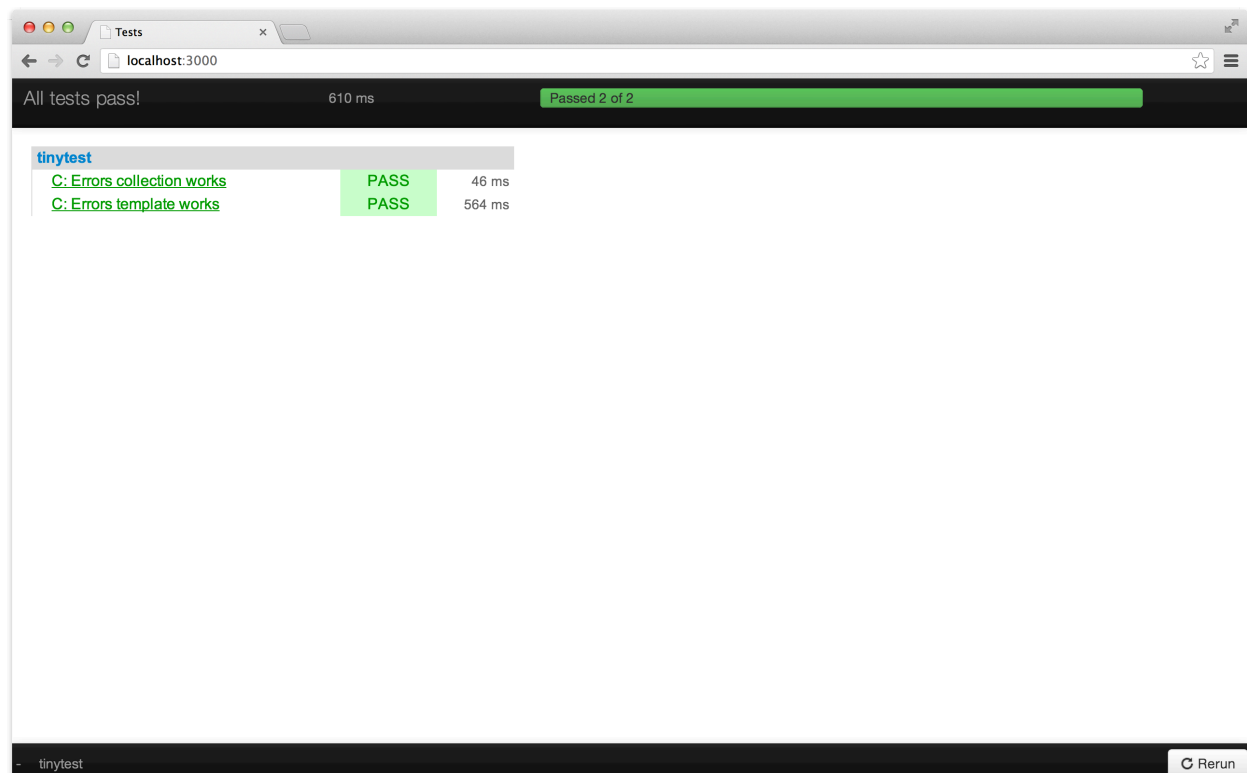 Tests
localhost:3000
All tests pass! 610 ms Passed 2 of 2
tinytest
C: Errors collection works PASS 46 ms
C: Errors template works PASS 564 ms
- tinytest Rerun